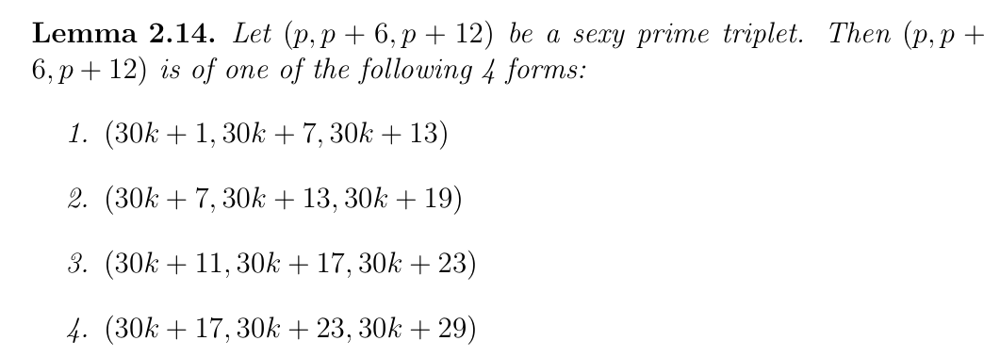 Lemma 2.14. Let (p, p + 6, p + 12) be a sexy prime triplet. Then (p, p +
6, p + 12) is of one of the following 4 forms:
1. (30k + 1, 30k + 7, 30k + 13)
2. (30k + 7, 30k + 13, 30k + 19)
3. (30k + 11, 30k + 17, 30k + 23)
4. (30k + 17, 30k + 23, 30k + 29)